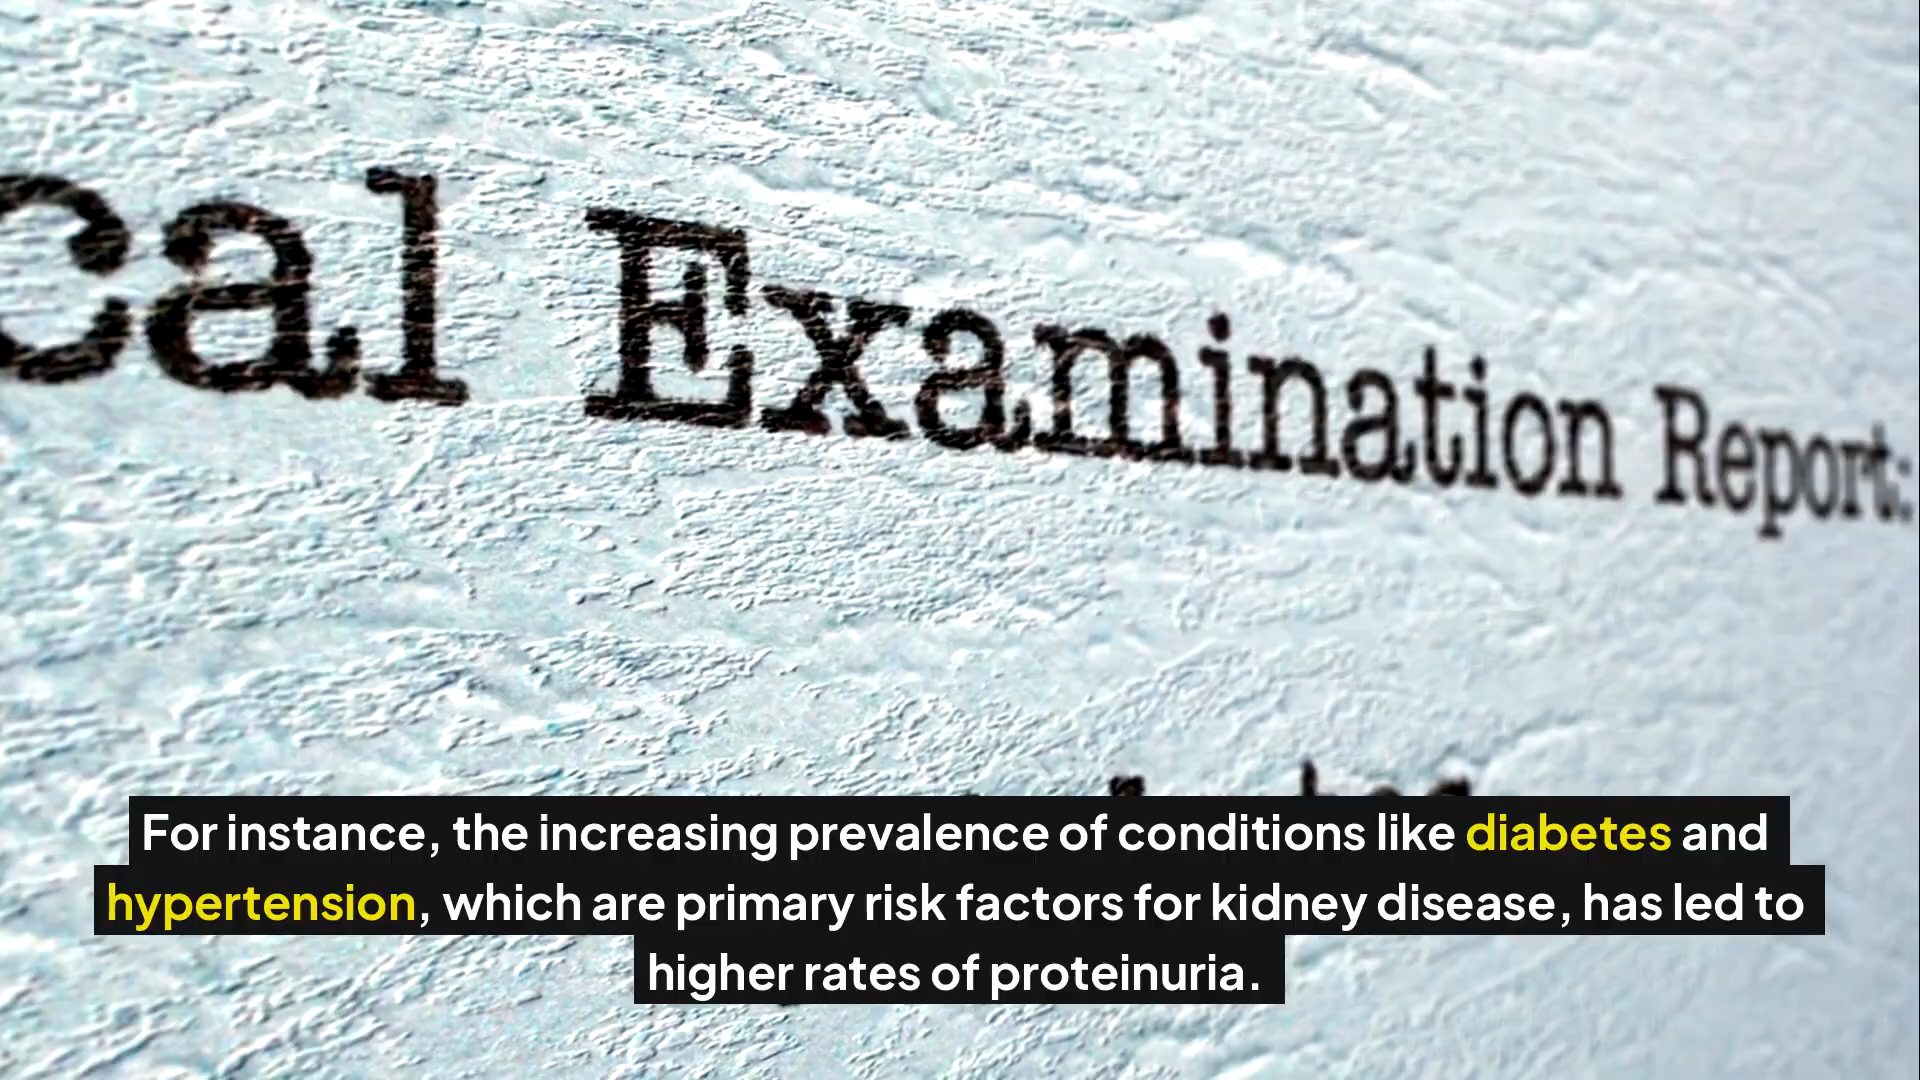 cal Examination Report:
For instance, the increasing prevalence of conditions like diabetes and
hypertension, which are primary risk factors for kidney disease, has led to
higher rates of proteinuria.